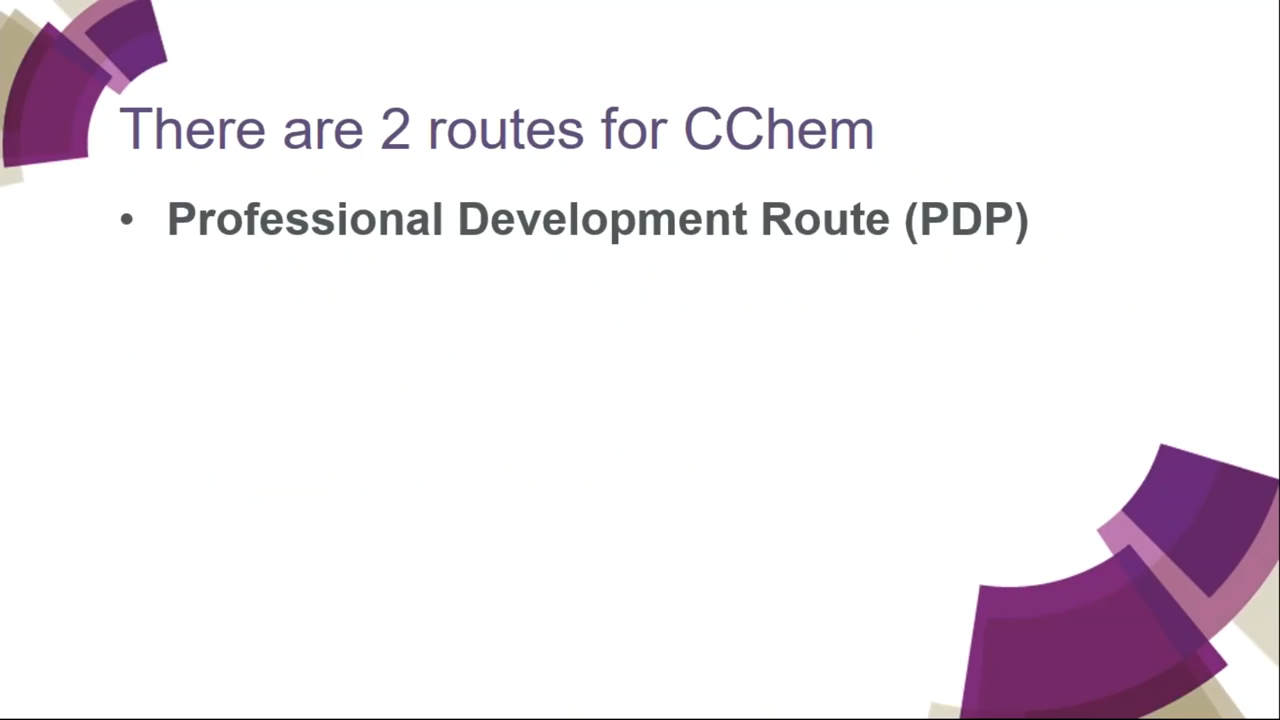 There are 2 routes for CChem
• Professional Development Route (PDP)